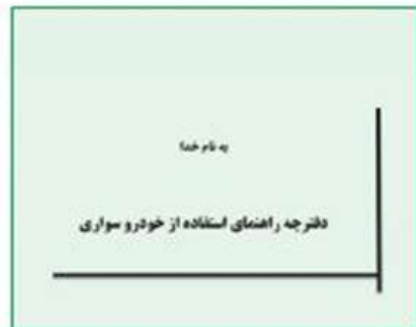 به نام خدا
دفترچه راهنمای استفاده از خودرو سواری